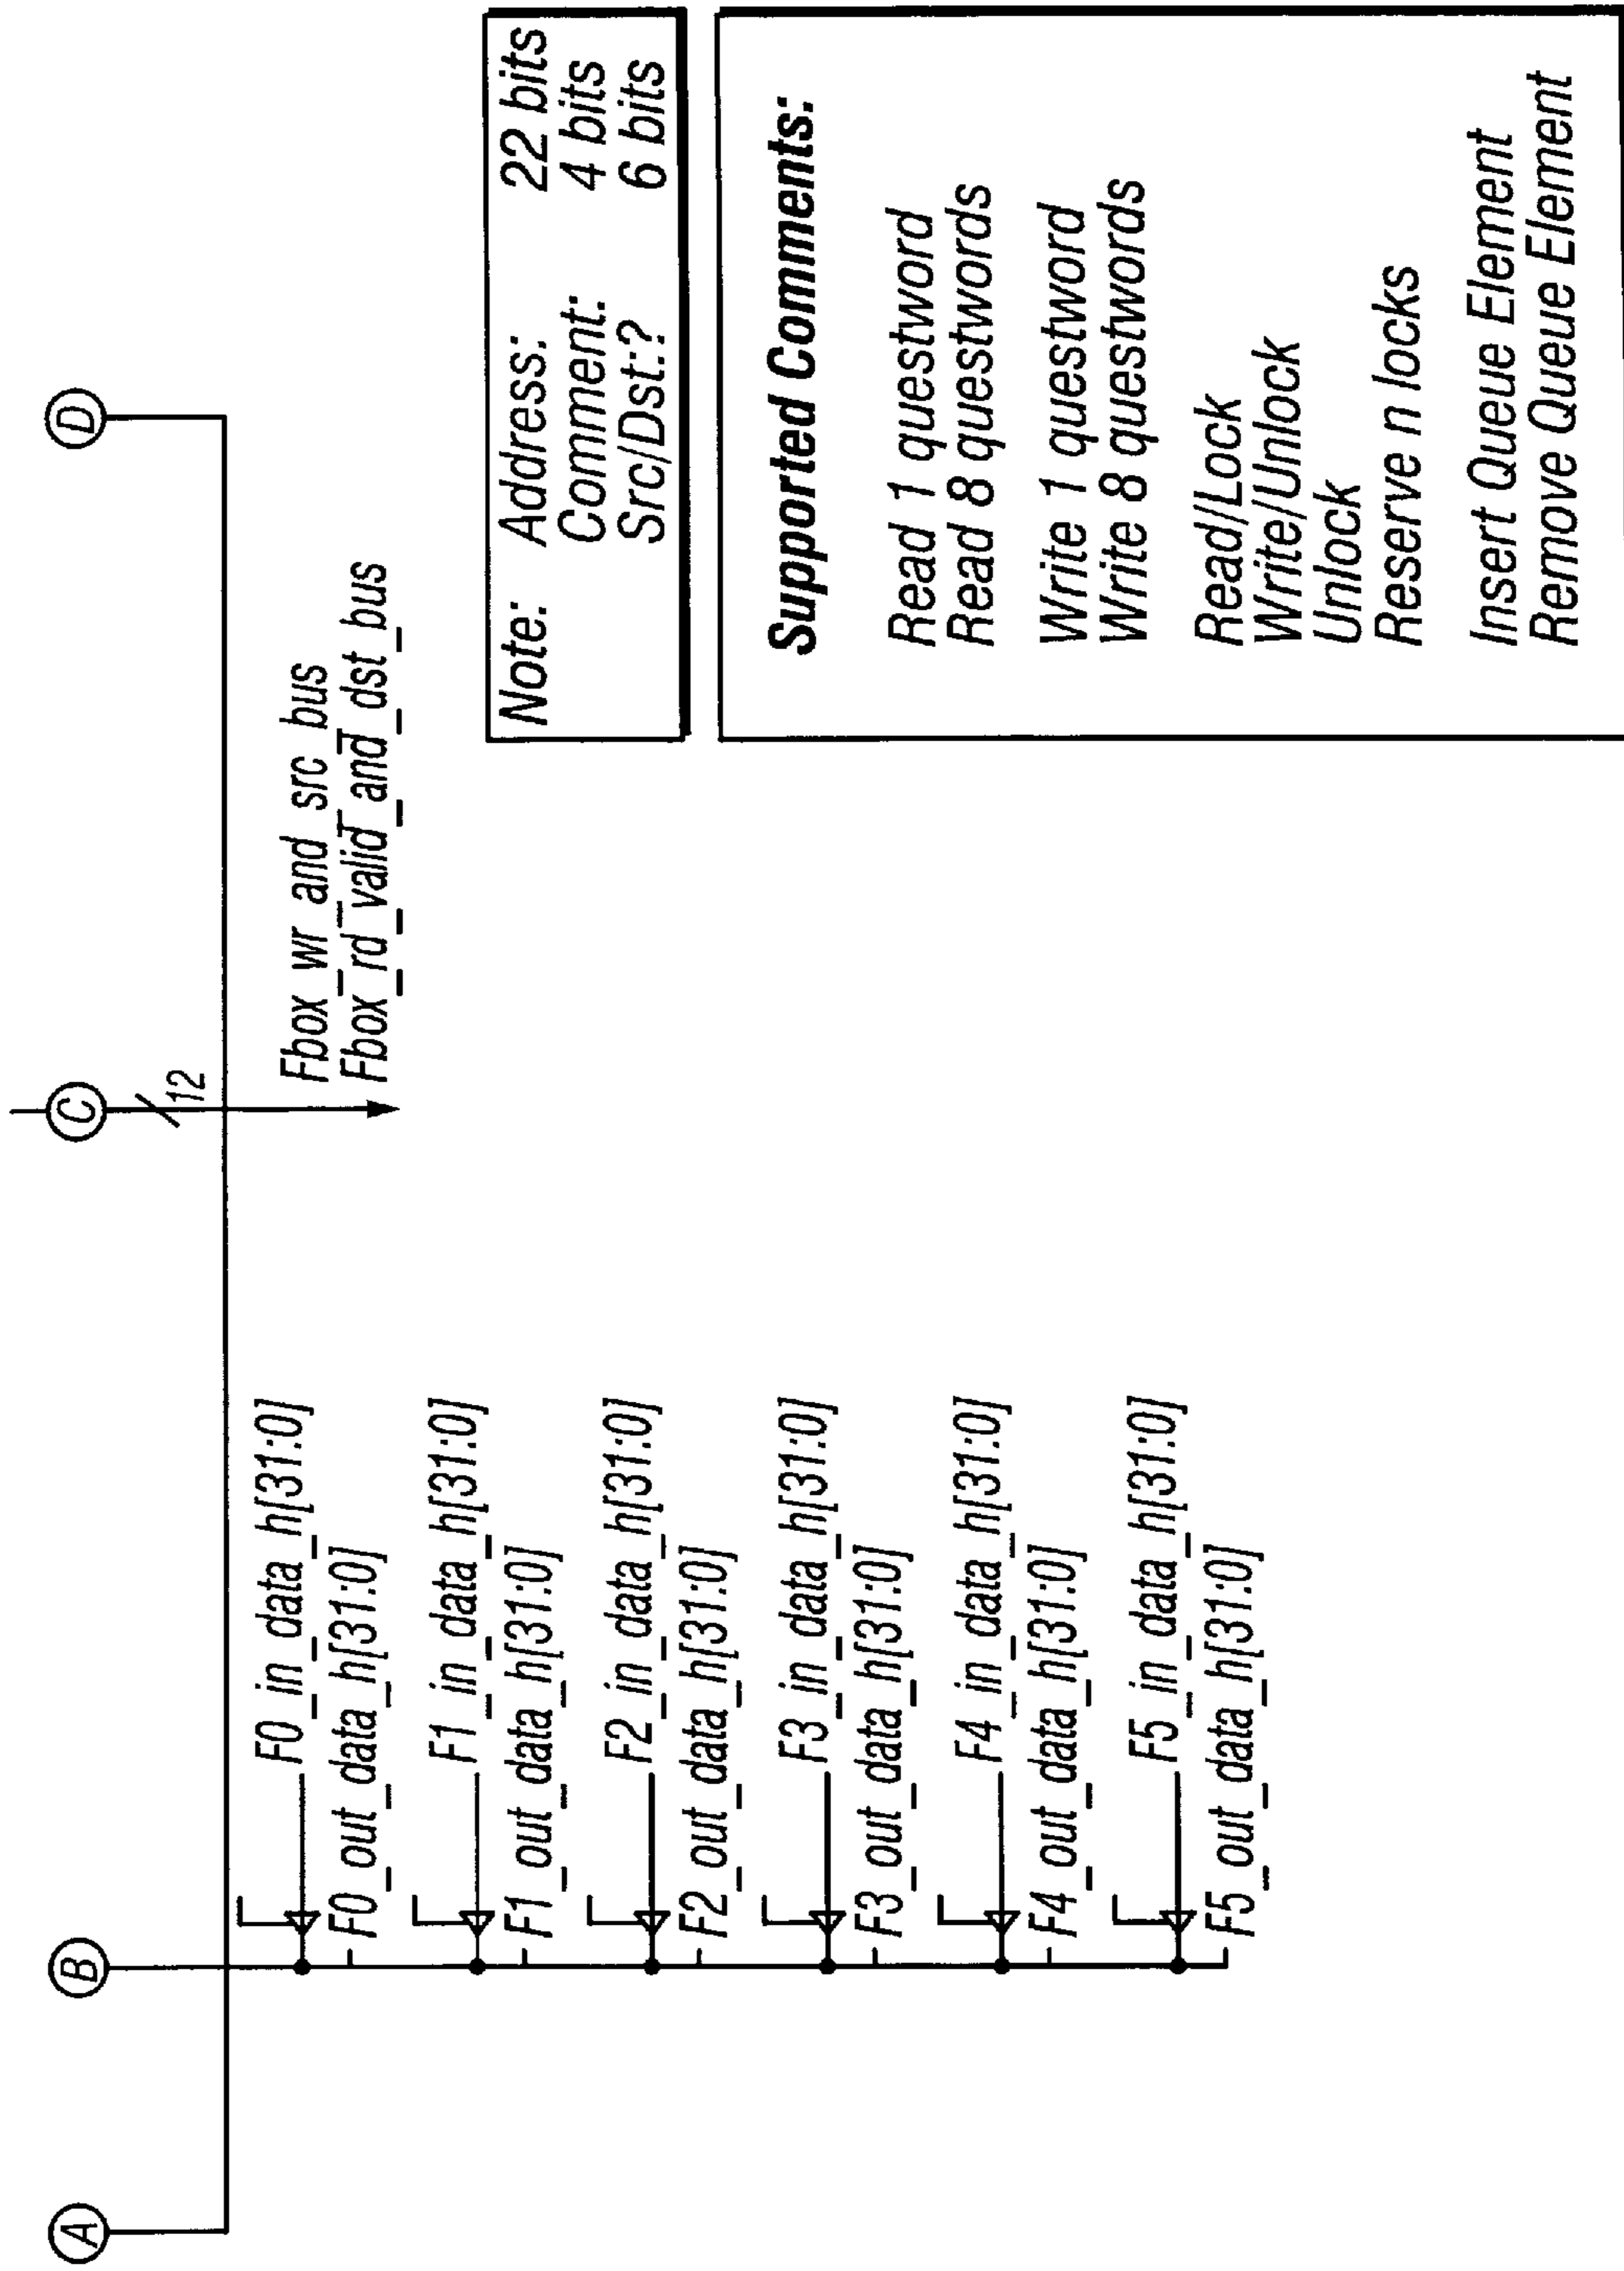 A
B
C
D
12
Fbox_wr_and_src_bus
Fbox_rd_valid_and_dst_bus
F0_in_data_h[31:0]
F0_out_data_h[31:0]
F1_in_data_h[31:0]
F1_out_data_h[31:0]
F2_in_data_h[31:0]
F2_out_data_h[31:0]
F3_in_data_h[31:0]
F3_out_data_h[31:0]
F4_in_data_h[31:0]
F4_out_data_h[31:0]
F5_in_data_h[31:0]
F5_out_data_h[31:0]
Note: Address: 22 bits
Comment: 4 bits
Src/Dst:? 6 bits
Supported Comments:
Read 1 questword
Read 8 questwords
Write 1 questword
Write 8 questwords
Read/Lock
Write/Unlock
Unlock
Reserve n locks
Insert Queue Element
Remove Queue Element